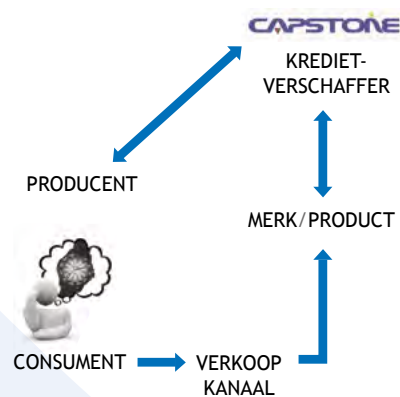 CAPSTONE
KREDIET-
VERSCHAFFER
PRODUCENT
MERK/PRODUCT
CONSUMENT
VERKOOP
KANAAL